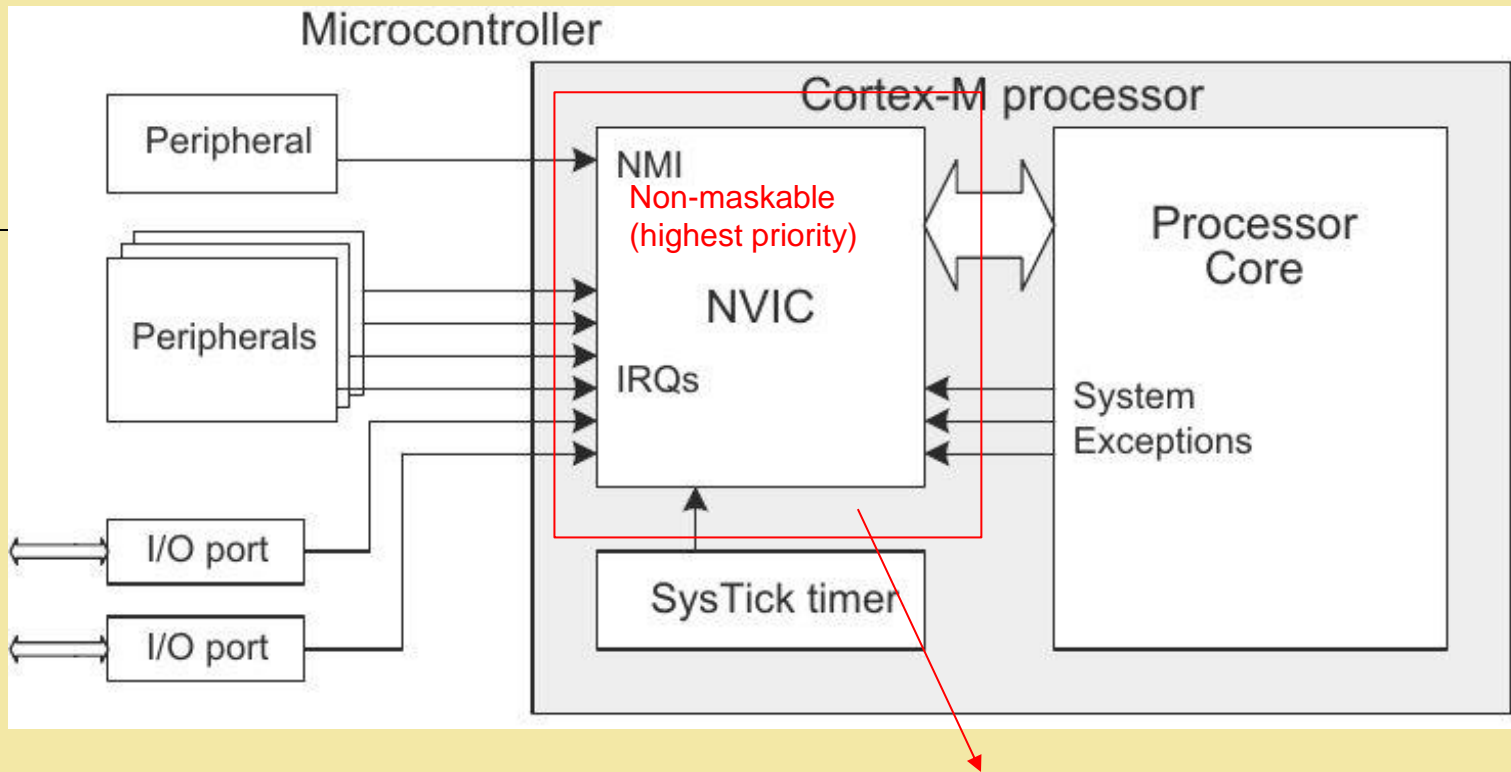 Microcontroller
Cortex-M processor
Peripheral
NMI
Non-maskable
(highest priority)
NVIC
Processor
Core
Peripherals
IRQs
System
Exceptions
I/O port
SysTick timer
I/O port